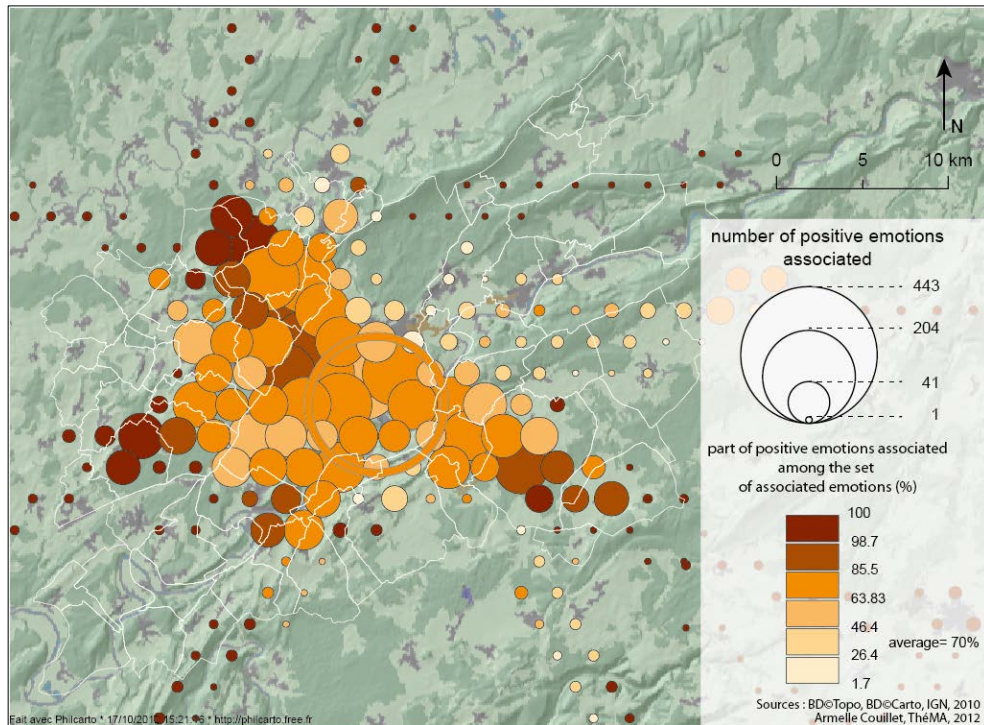 N
0 5 10 km
number of positive emotions
associated
443
204
41
1
part of positive emotions associated
among the set
of associated emotions (%)
100
98.7
85.5
63.83
46.4
26.4
1.7
average= 70%
Sources : BD©Topo, BD©Carto, IGN, 2010
Armelle Couillet, ThéMA, 2012
Fait avec Philcarto * http://philcarto.free.fr